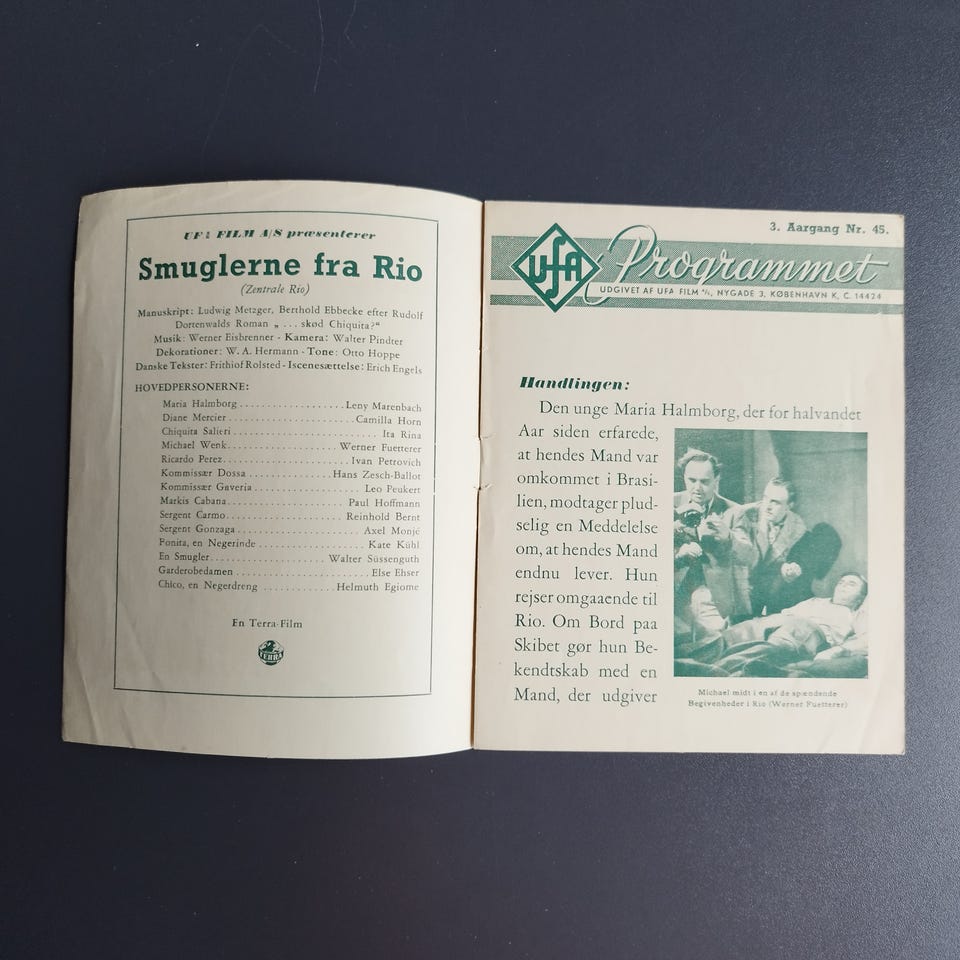 UFA FILM A/S præsenterer
Smuglerne fra Rio
(Zentrale Rio)
Manuskript: Ludwig Metzger, Berthold Ebbecke efter Rudolf
Dortenwalds Roman „ . . . skød Chiquita?“
Musik: Werner Eisbrenner - Kamera: Walter Pindter
Dekorationer: W. A. Hermann - Tone: Otto Hoppe
Danske Tekster: Frithiof Rolsted - Iscenesættelse: Erich Engels
HOVEDPERSONERNE:
Maria Halmborg . . . . . . . . . . . . . . . . . . . Leny Marenbach
Diane Mercier . . . . . . . . . . . . . . . . . . . . . Camilla Horn
Chiquita Salieri . . . . . . . . . . . . . . . . . . . . . . . Ita Rina
Michael Wenk . . . . . . . . . . . . . . . . . . . Werner Fuetterer
Ricardo Perez . . . . . . . . . . . . . . . . . . . . . Ivan Petrovich
Kommissær Dossa . . . . . . . . . . . . . . . Hans Zesch-Ballot
Kommissær Gaveria . . . . . . . . . . . . . . . . . . Leo Peukert
Markis Cabana . . . . . . . . . . . . . . . . . . . . Paul Hoffmann
Sergent Carmo . . . . . . . . . . . . . . . . . . . . Reinhold Bernt
Sergent Gonzaga . . . . . . . . . . . . . . . . . . . . . Axel Monjé
Ponita, en Negerinde . . . . . . . . . . . . . . . . . . Kate Kühl
En Smugler . . . . . . . . . . . . . . . . . . . . Walter Süssenguth
Garderobedamen . . . . . . . . . . . . . . . . . . . . . Else Ehser
Chico, en Negerdreng . . . . . . . . . . . . . Helmuth Egiome
En Terra-Film
TERRA
3. Aargang Nr. 45.
UFA Programmet
UDGIVET AF UFA FILM A/S, NYGADE 3, KØBENHAVN K, C. 14424
Handlingen:
Den unge Maria Halmborg, der for halvandet
Aar siden erfarede,
at hendes Mand var
omkommet i Brasi-
lien, modtager plud-
selig en Meddelelse
om, at hendes Mand
endnu lever. Hun
rejser omgaaende til
Rio. Om Bord paa
Skibet gør hun Be-
kendtskab med en
Mand, der udgiver
Michael midt i en af de spændende
Begivenheder i Rio (Werner Fuetterer)